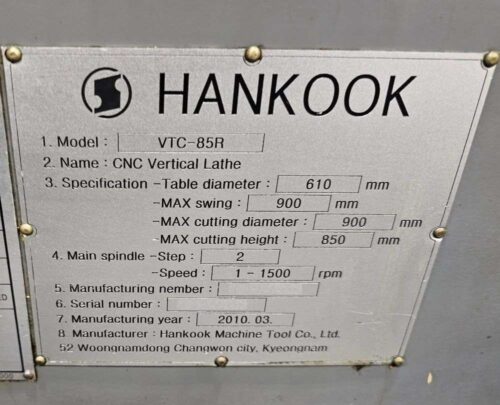 HANKOOK
1. Model : VTC-85R
2. Name : CNC Vertical Lathe
3. Specification -Table diameter : 610 mm
-MAX swing : 900 mm
-MAX cutting diameter : 900 mm
-MAX cutting height : 850 mm
4. Main spindle -Step : 2
-Speed : 1 - 1500 rpm
5. Manufacturing nember :
6. Serial number :
7. Manufacturing year : 2010. 03.
8. Manufacturer : Hankook Machine Tool Co., Ltd.
52 Woongnamdong Changwon city, Kyeongnam